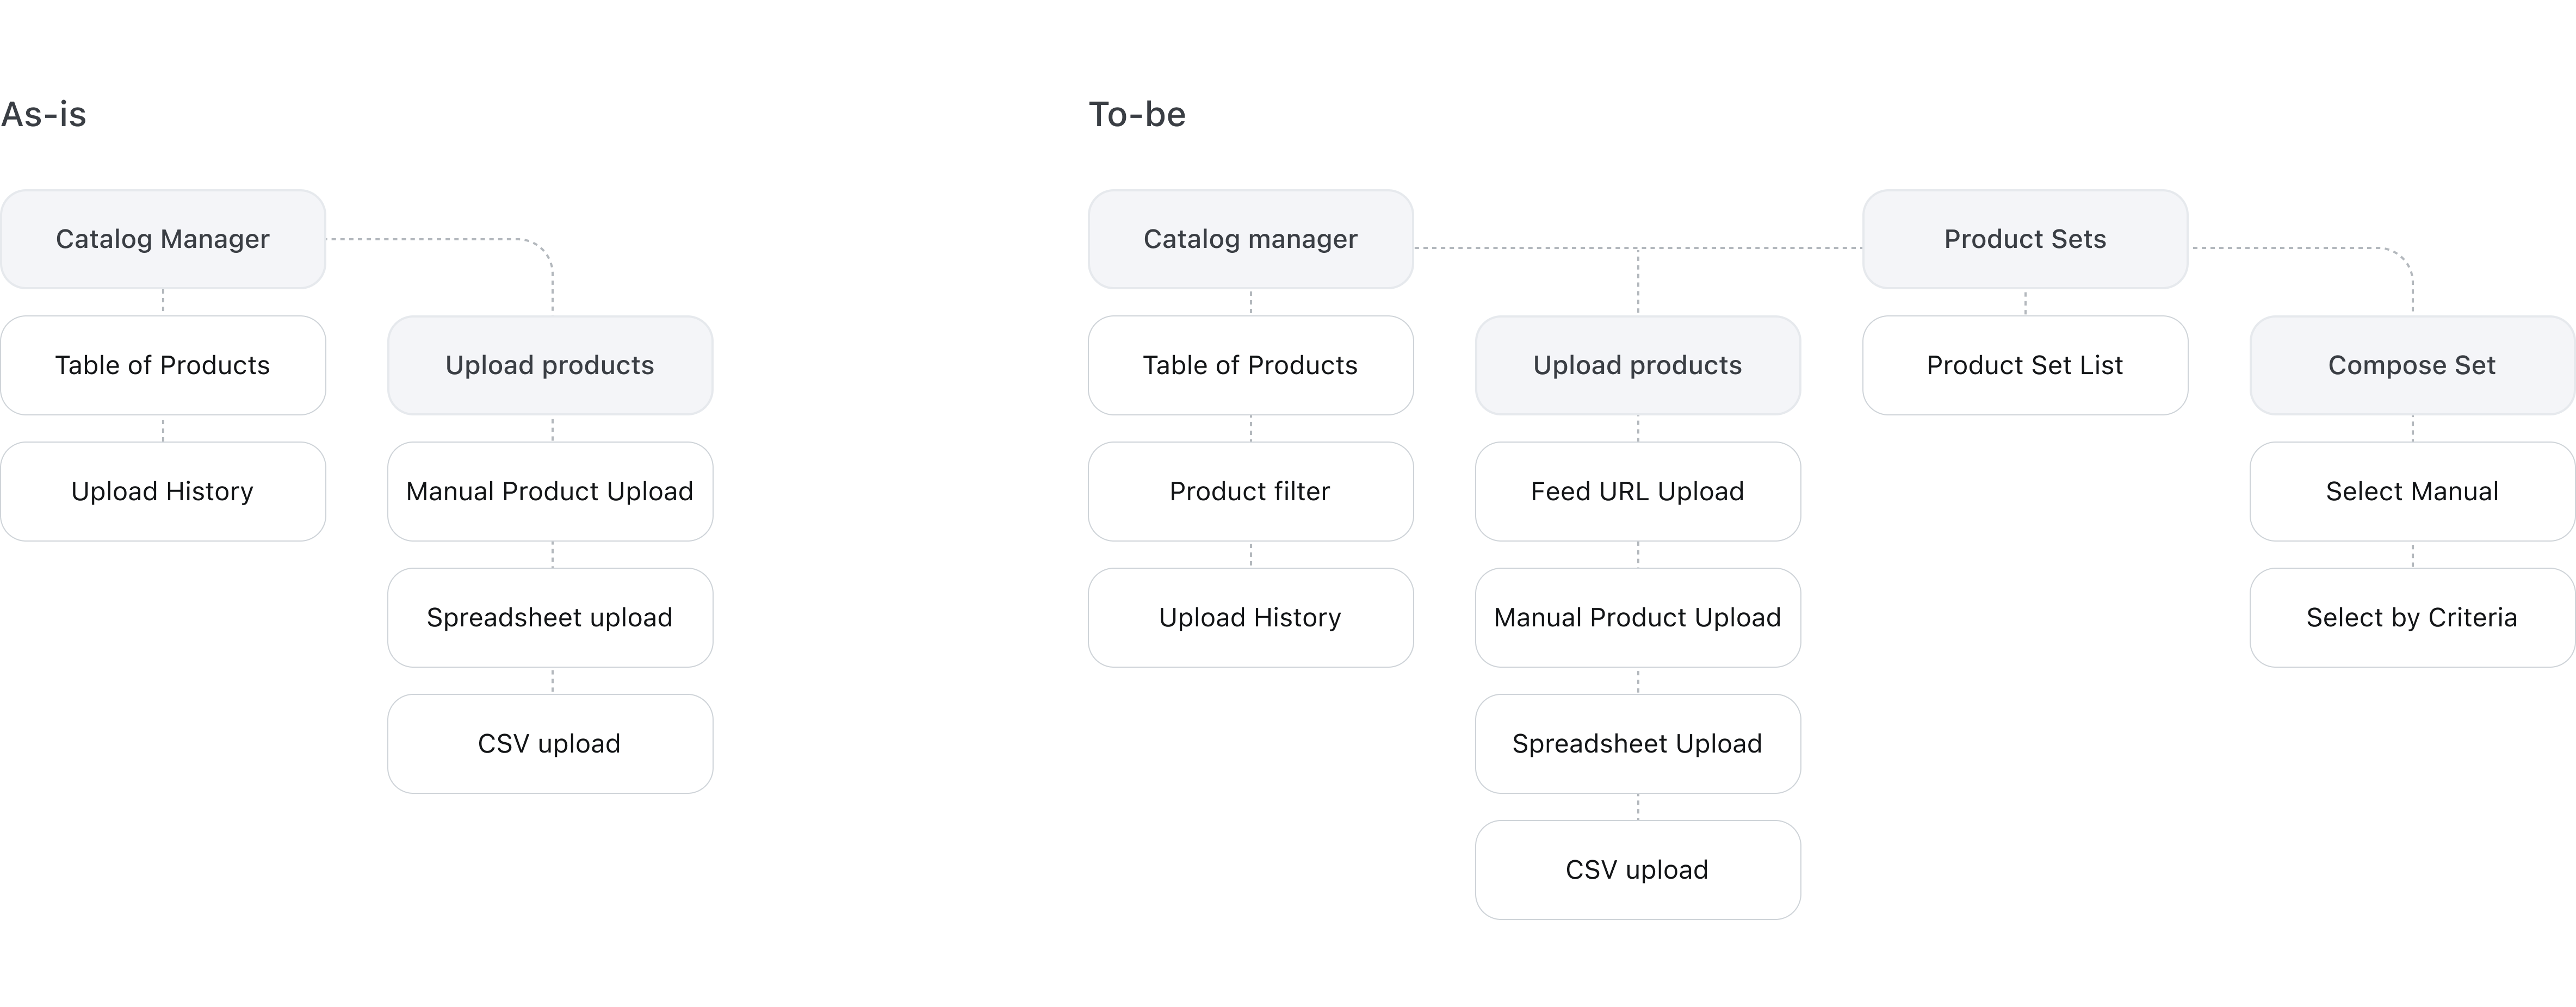 As-is
Catalog Manager
Table of Products
Upload History
Upload products
Manual Product Upload
Spreadsheet upload
CSV upload
To-be
Catalog manager
Table of Products
Product filter
Upload History
Upload products
Feed URL Upload
Manual Product Upload
Spreadsheet Upload
CSV upload
Product Sets
Product Set List
Compose Set
Select Manual
Select by Criteria